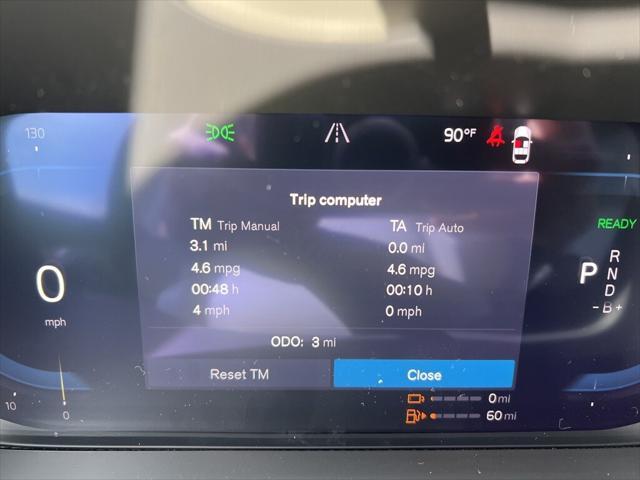 130
90°F
Trip computer
TM Trip Manual
3.1 mi
4.6 mpg
00:48 h
4 mph
TA Trip Auto
0.0 mi
4.6 mpg
00:10 h
0 mph
ODO: 3 mi
Reset TM
Close
0
mph
10
0
READY
P
R
N
D
-B+
0 mi
60 mi